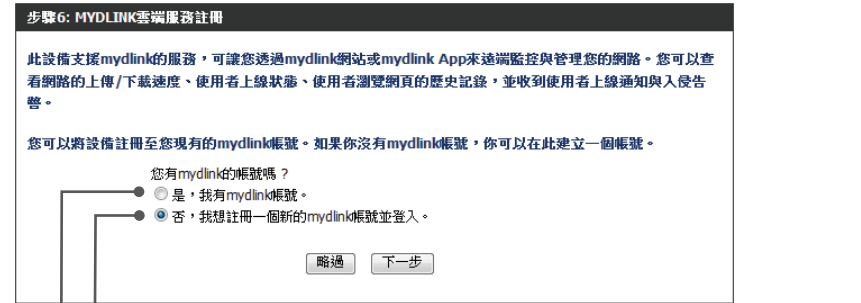 步驟6: MYDLINK雲端服務註冊
此設備支援mydlink的服務，可讓您透過mydlink網站或mydlink App來遠端監控與管理您的網路。您可以查
看網路的上傳/下載速度、使用者上線狀態、使用者瀏覽網頁的歷史記錄，並收到使用者上線通知與入侵告
警。
您可以將設備註冊至您現有的mydlink帳號。如果你沒有mydlink帳號，你可以在此建立一個帳號。
您有mydlink的帳號嗎？
是，我有mydlink帳號。
否，我想註冊一個新的mydlink帳號並登入。
略過 下一步